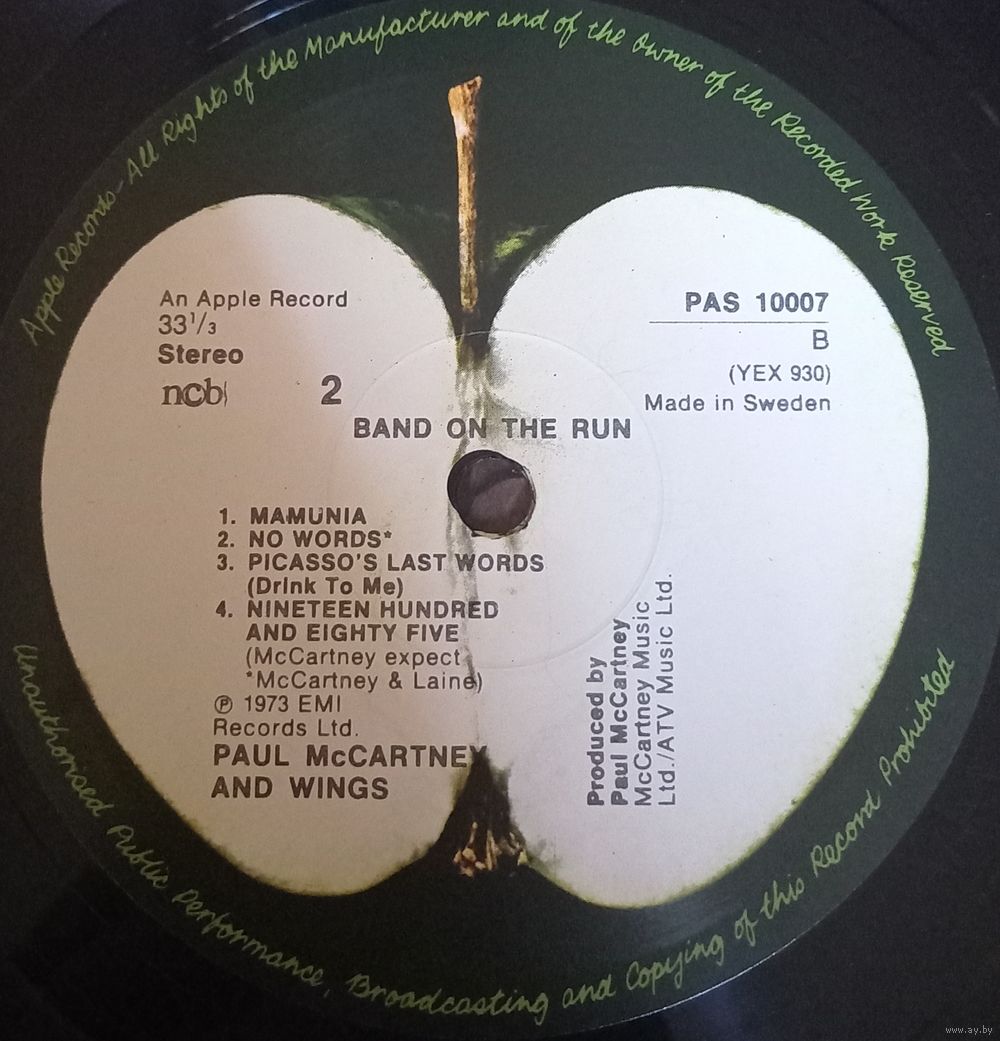 Apple Records-All Rights of the Manufacturer and of the Owner of the Recorded Work Reserved
An Apple Record
33 1/3
Stereo
ncb
2
PAS 10007
B
(YEX 930)
Made in Sweden
BAND ON THE RUN
1. MAMUNIA
2. NO WORDS*
3. PICASSO'S LAST WORDS
(Drink To Me)
4. NINETEEN HUNDRED
AND EIGHTY FIVE
(McCartney expect
*McCartney & Laine)
℗ 1973 EMI
Records Ltd.
PAUL McCARTNEY
AND WINGS
Produced by
Paul McCartney
McCartney Music
Ltd./ATV Music Ltd.
Unauthorised Public Performance, Broadcasting and Copying of this Record Prohibited
www.ay.by